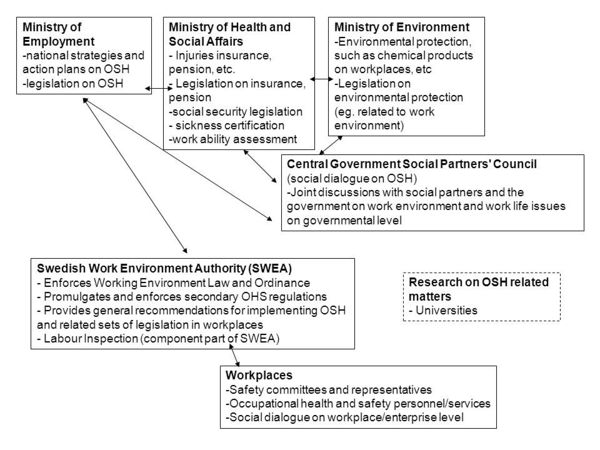 Ministry of
Employment
-national strategies and
action plans on OSH
-legislation on OSH
Ministry of Health and
Social Affairs
- Injuries insurance,
pension, etc.
- Legislation on insurance,
pension
-social security legislation
- sickness certification
-work ability assessment
Ministry of Environment
-Environmental protection,
such as chemical products
on workplaces, etc
-Legislation on
environmental protection
(eg. related to work
environment)
Central Government Social Partners' Council
(social dialogue on OSH)
-Joint discussions with social partners and the
government on work environment and work life issues
on governmental level
Swedish Work Environment Authority (SWEA)
- Enforces Working Environment Law and Ordinance
- Promulgates and enforces secondary OHS regulations
- Provides general recommendations for implementing OSH
and related sets of legislation in workplaces
- Labour Inspection (component part of SWEA)
Research on OSH related
matters
- Universities
Workplaces
-Safety committees and representatives
-Occupational health and safety personnel/services
-Social dialogue on workplace/enterprise level